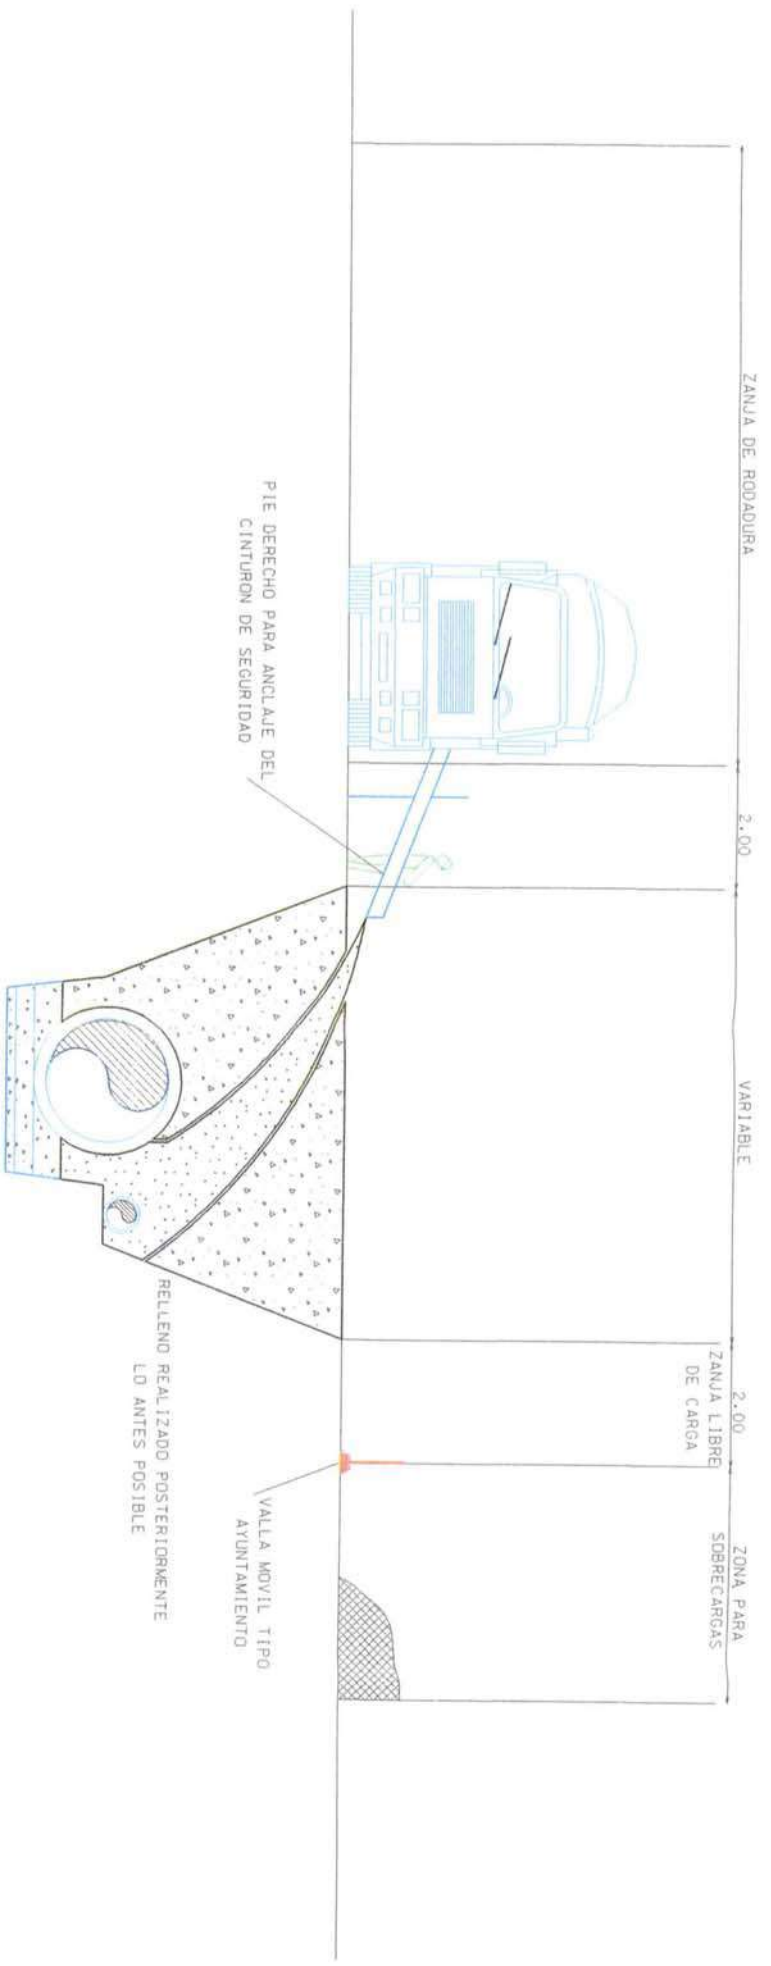 ZANJA DE RODADURA
2.00
VARIABLE
2.00
ZANJA LIBRE
DE CARGA
ZONA PARA
SOBRECARGAS
PIE DERECHO PARA ANCLAJE DEL
CINTURON DE SEGURIDAD
RELLENO REALIZADO POSTERIORMENTE
LO ANTES POSIBLE
VALLA MOVIL TIPO
AYUNTAMIENTO